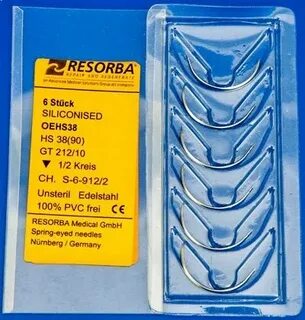 RESORBA®
REPAIR AND REGENERATE
an Advanced Medical Solutions Group plc company
6 Stück
SILICONISED
OEHS38
HS 38(90)
GT 212/10
▼ 1/2 Kreis
CH. S-6-912/2
Unsteril Edelstahl
100% PVC frei CE
RESORBA Medical GmbH
Spring-eyed needles
Nürnberg / Germany